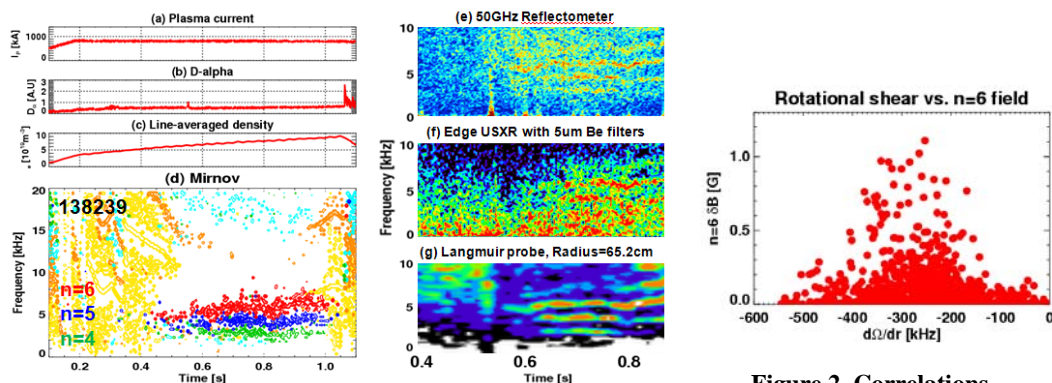 (a) Plasma current
Iₚ [kA]
1000
0
(b) D-alpha
[A.U]
3
2
1
0
(c) Line-averaged density
10
5
0
(d) Mirnov
138239
Frequency [kHz]
20
15
10
5
0
n=6
n=5
n=4
0.2 0.4 0.6 0.8 1.0
Time [s]
(e) 50GHz Reflectometer
10
5
0
(f) Edge USXR with 5um Be filters
Frequency [kHz]
10
5
0
(g) Langmuir probe, Radius=65.2cm
10
5
0
0.4 0.6 0.8
Time [s]
Rotational shear vs. n=6 field
n=6 δB [G]
1.0
0.5
0.0
-600 -500 -400 -300 -200 -100 0
dΩ/dr [kHz]
Figure 2. Correlations